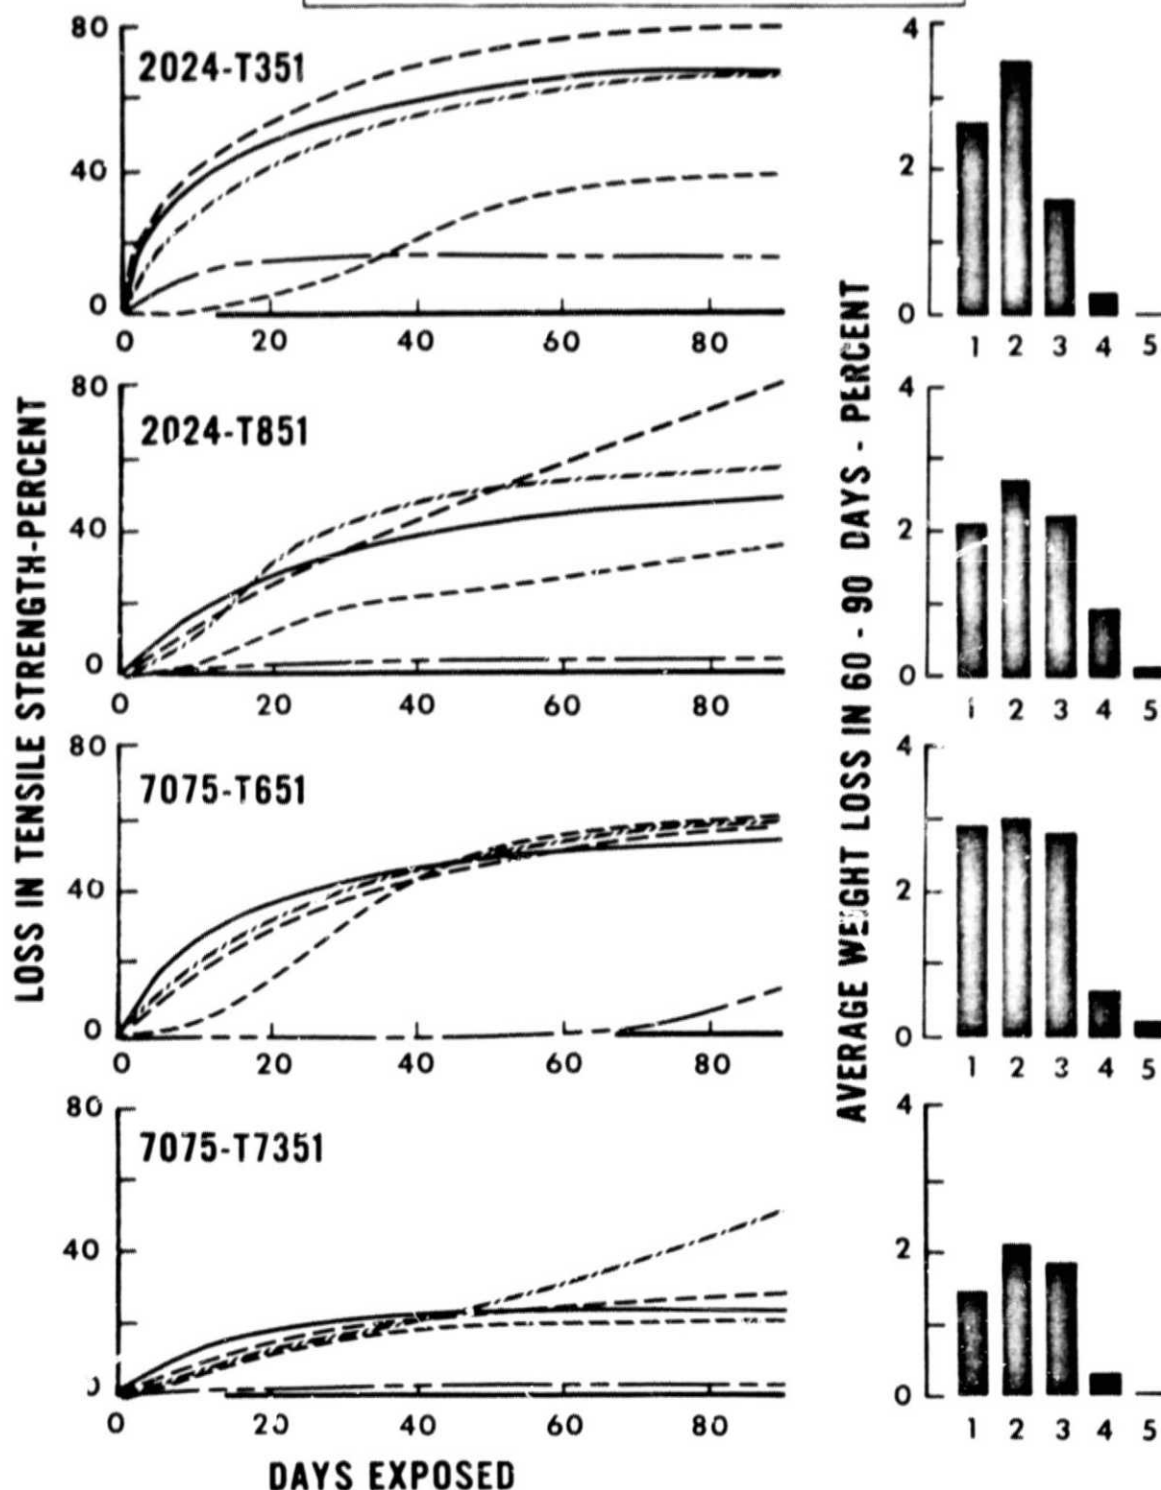 80
2024-T351
40
0
0 20 40 60 80
4
2
0
1 2 3 4 5
80
2024-T851
40
0
0 20 40 60 80
4
2
0
1 2 3 4 5
LOSS IN TENSILE STRENGTH-PERCENT
AVERAGE WEIGHT LOSS IN 60 - 90 DAYS - PERCENT
80
7075-T651
40
0
0 20 40 60 80
4
2
0
1 2 3 4 5
80
7075-T7351
40
0
0 20 40 60 80
4
2
0
1 2 3 4 5
DAYS EXPOSED